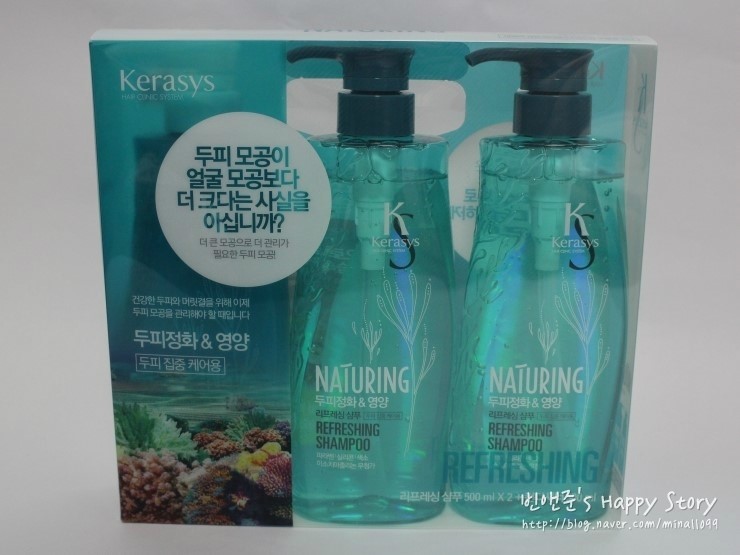 Kerasys
HAIR CLINIC SYSTEM
두피 모공이
얼굴 모공보다
더 크다는 사실을
아십니까?
더 큰 모공으로 더 관리가
필요한 두피 모공!
건강한 두피와 머릿결을 위해 이제
두피 모공을 관리해야 할 때입니다
두피정화 & 영양
두피 집중 케어용
K
S
Kerasys
NATURING
두피정화 & 영양
리프레싱 샴푸
REFRESHING
SHAMPOO
K
S
Kerasys
NATURING
두피정화 & 영양
리프레싱 샴푸
REFRESHING
SHAMPOO
REFRESHING
리프레싱 샴푸 500 ml X 2
빈앤준's Happy Story
http://blog.naver.com/minall099